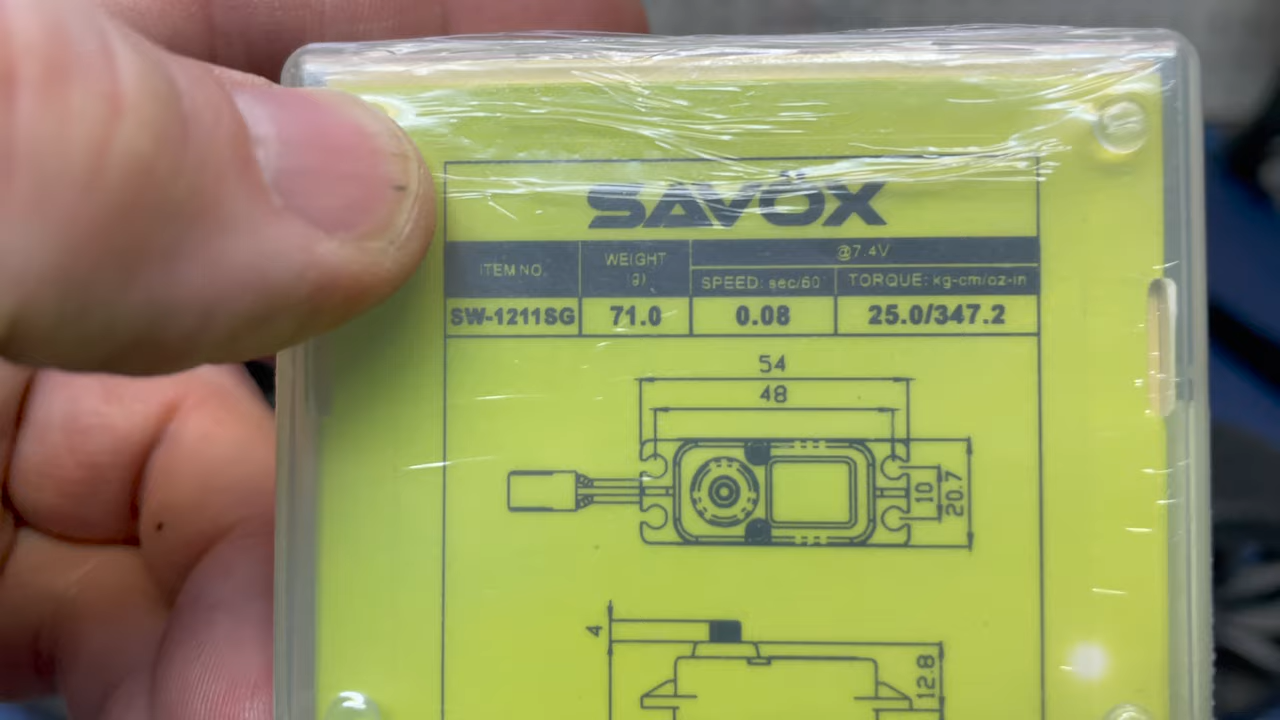 SAVÖX
ITEM NO. WEIGHT (g) @7.4V
SPEED: sec/60° TORQUE: kg-cm/oz-in
SW-1211SG 71.0 0.08 25.0/347.2
54
48
10
20.7
4
12.8